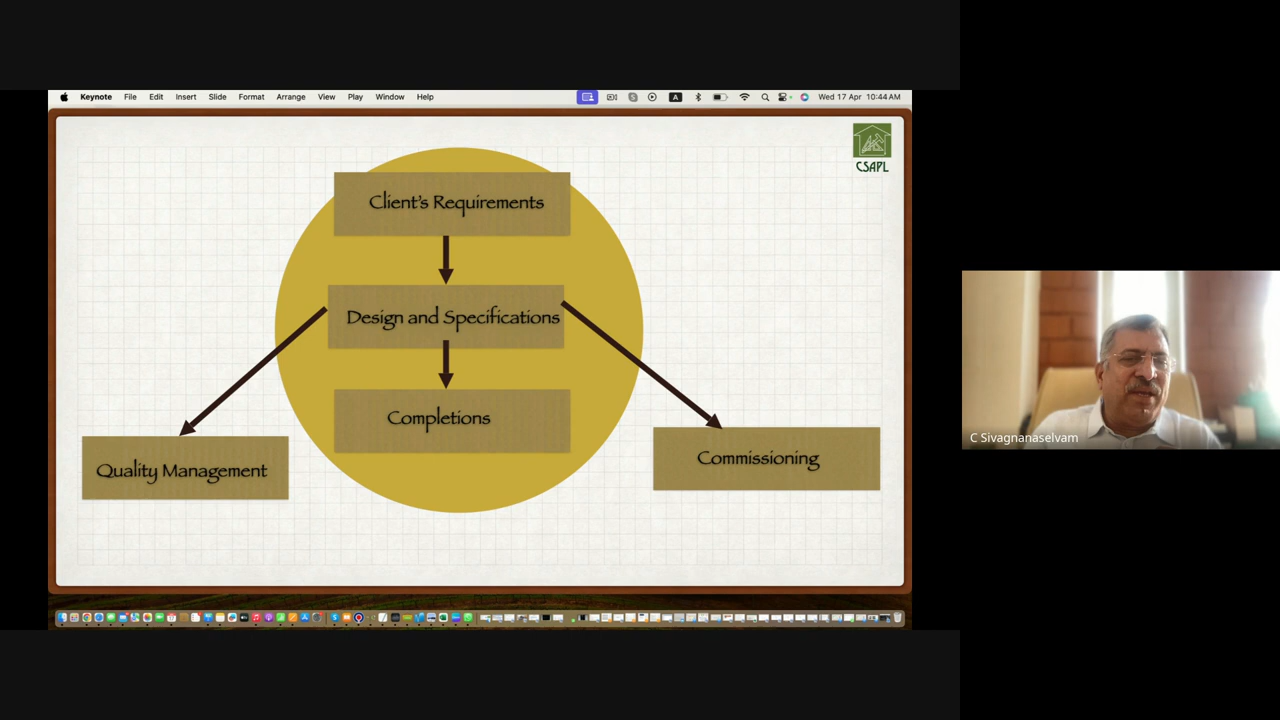 Keynote File Edit Insert Slide Format Arrange View Play Window Help
A
Wed 17 Apr 10:44 AM
CSAPL
Client's Requirements
Design and Specifications
Completions
Quality Management
Commissioning
C Sivagnanaselvam